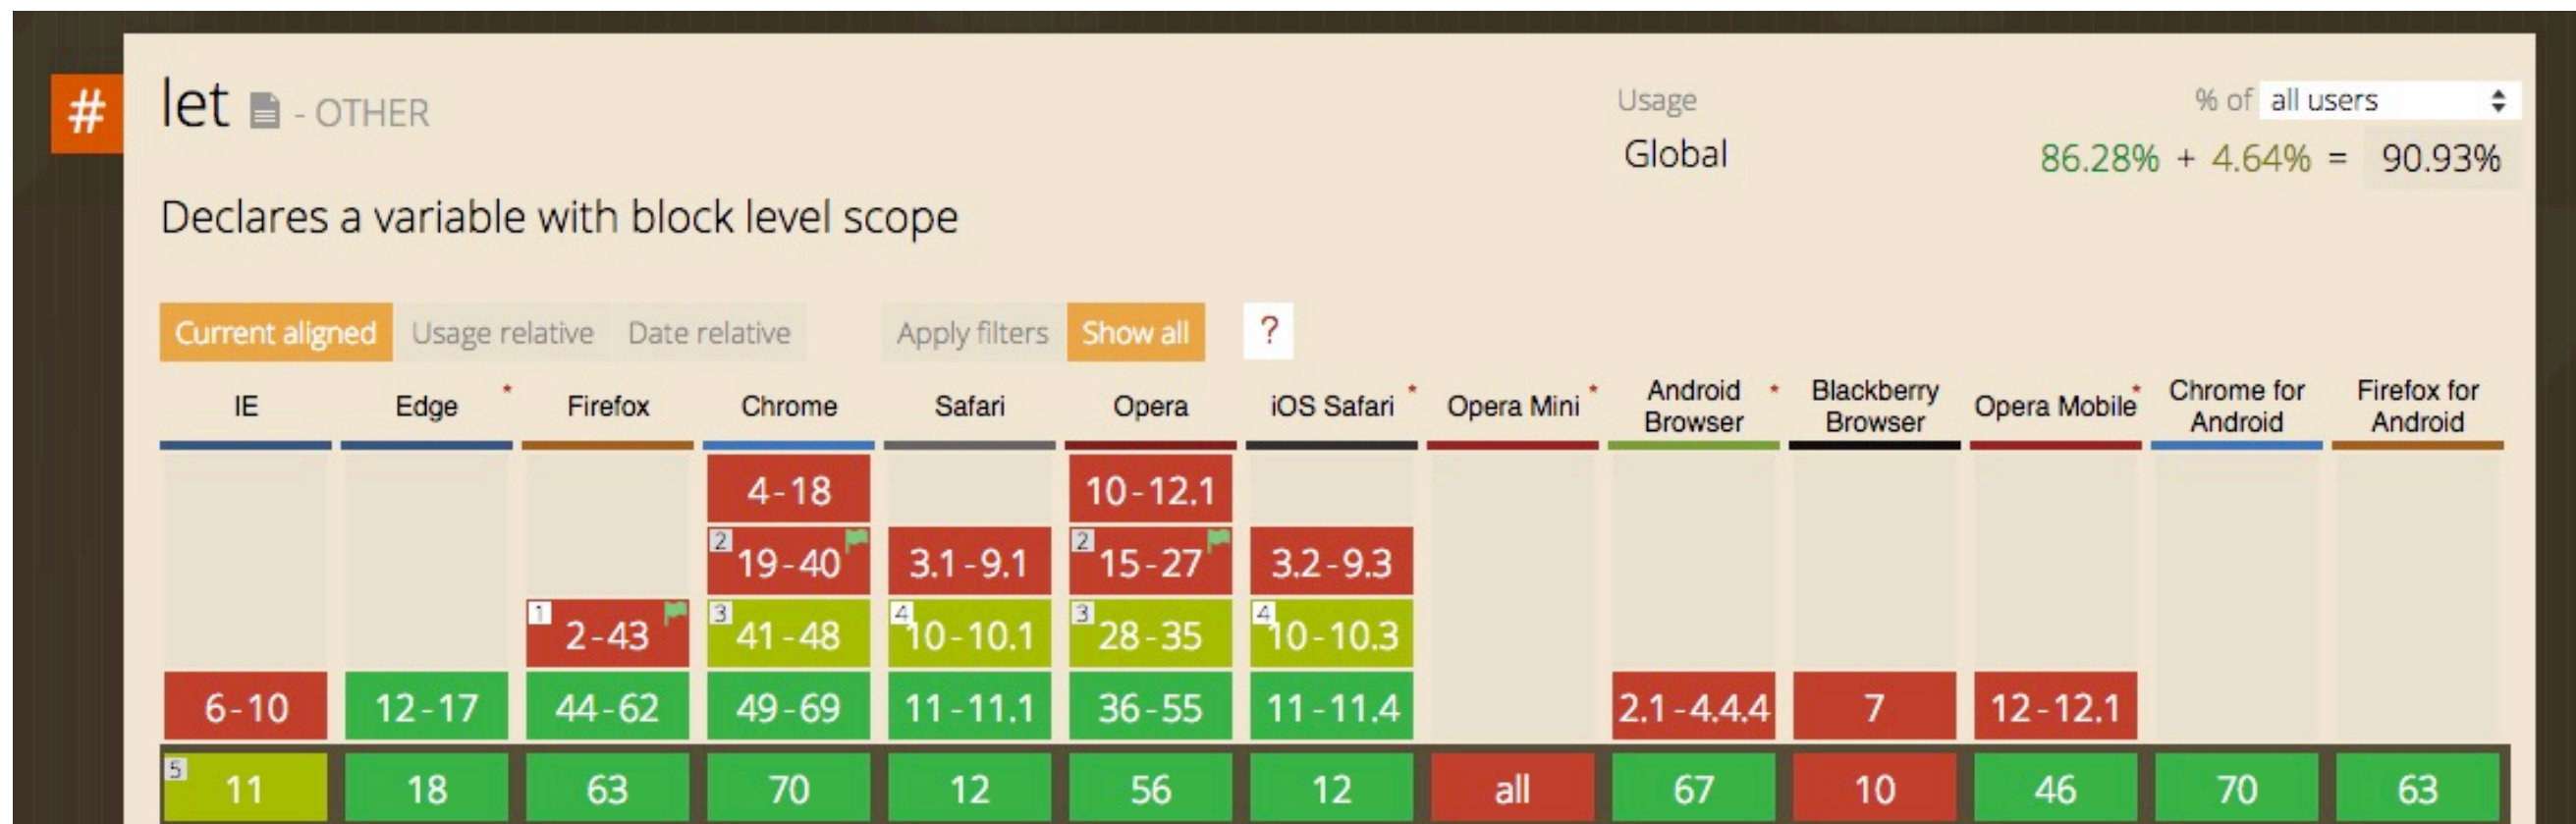 # let - OTHER
Usage % of all users
Global 86.28% + 4.64% = 90.93%
Declares a variable with block level scope
Current aligned Usage relative Date relative Apply filters Show all ?
IE Edge * Firefox Chrome Safari Opera iOS Safari * Opera Mini * Android Browser * Blackberry Browser Opera Mobile * Chrome for Android Firefox for Android
4-18 10-12.1
2 19-40 3.1-9.1 2 15-27 3.2-9.3
1 2-43 3 41-48 4 10-10.1 3 28-35 4 10-10.3
6-10 12-17 44-62 49-69 11-11.1 36-55 11-11.4 2.1-4.4.4 7 12-12.1
5 11 18 63 70 12 56 12 all 67 10 46 70 63